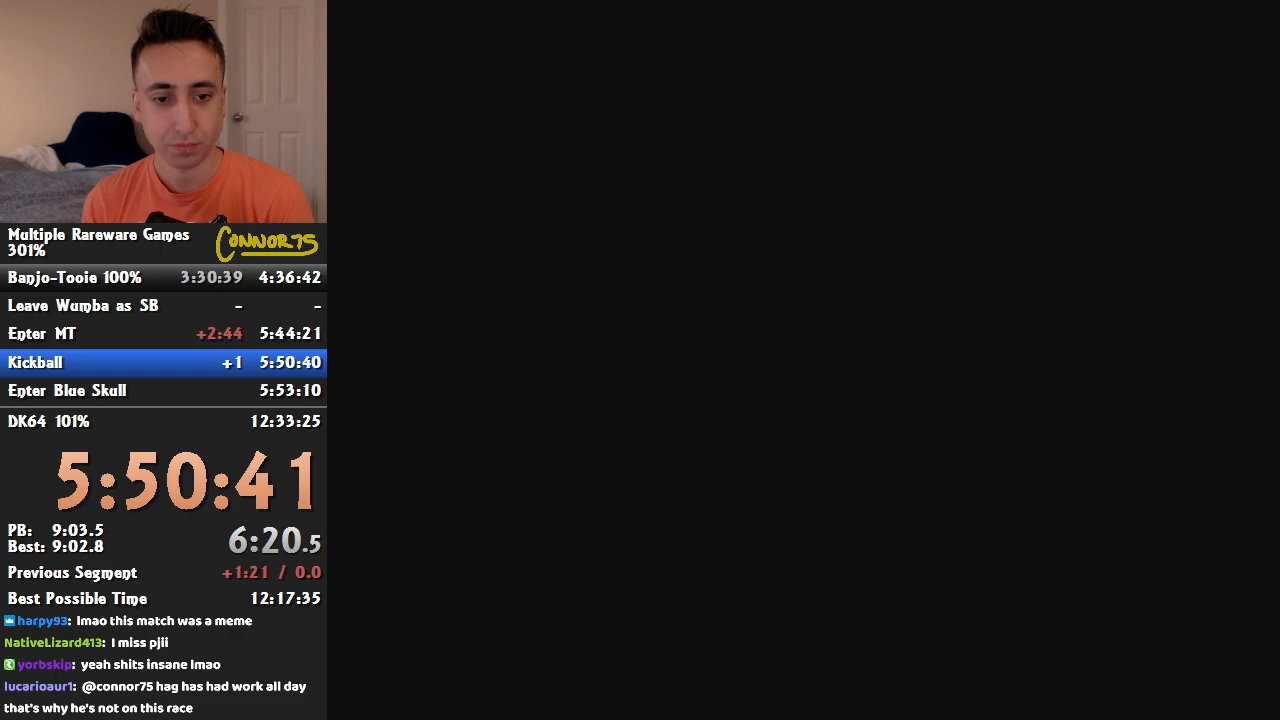 Multiple Rareware Games
301%
CONNOR75
Banjo-Tooie 100% 3:30:39 4:36:42
Leave Wumba as SB - -
Enter MT +2:44 5:44:21
Kickball +1 5:50:40
Enter Blue Skull 5:53:10
DK64 101% 12:33:25
5:50:41
PB: 9:03.5
Best: 9:02.8
6:20.5
Previous Segment +1:21 / 0.0
Best Possible Time 12:17:35
harpy93: lmao this match was a meme
NativeLizard413: I miss pjii
yorbskip: yeah shits insane lmao
lucarioaur1: @connor75 hag has had work all day
that's why he's not on this race